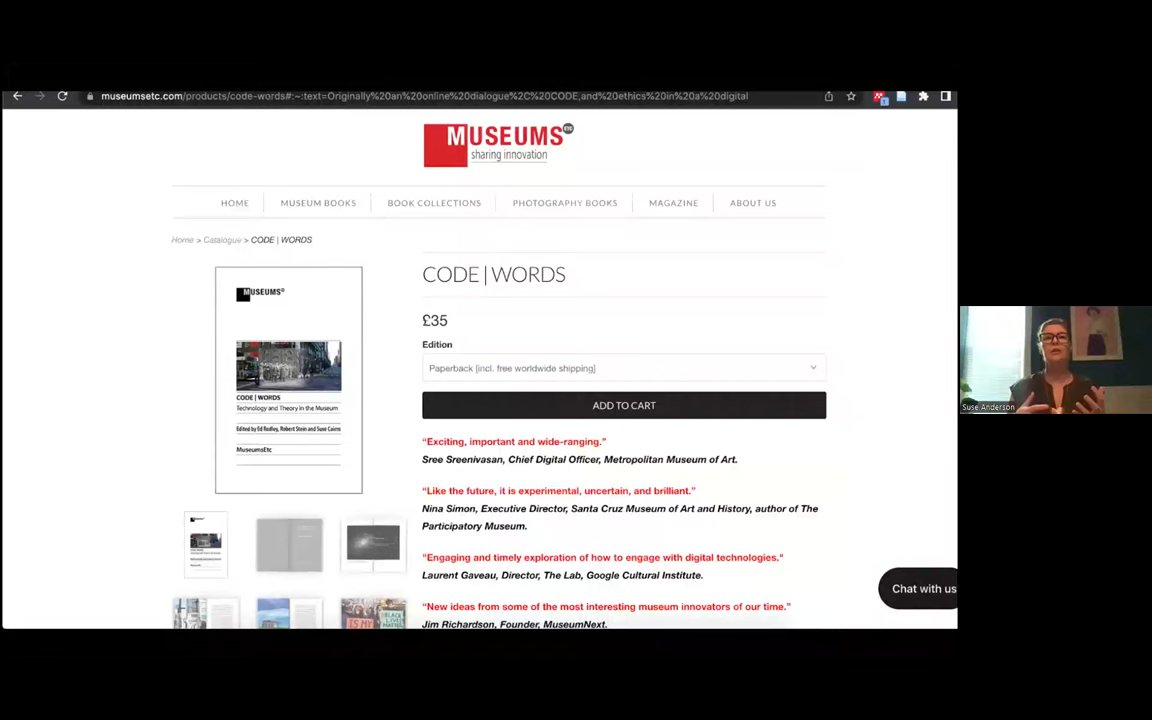 museumsetc.com/products/code-words#:~:text=Originally%20an%20online%20dialogue%2C%20CODE,and%20ethics%20in%20a%20digital
MUSEUMS ETC
sharing innovation
HOME
MUSEUM BOOKS
BOOK COLLECTIONS
PHOTOGRAPHY BOOKS
MAGAZINE
ABOUT US
Home > Catalogue > CODE | WORDS
MUSEUMS
CODE | WORDS
Technology and Theory in the Museum
Edited by Ed Rodley, Robert Stein and Suse Cairns
MuseumsEtc
CODE | WORDS
£35
Edition
Paperback [incl. free worldwide shipping]
ADD TO CART
“Exciting, important and wide-ranging.”
Sree Sreenivasan, Chief Digital Officer, Metropolitan Museum of Art.
“Like the future, it is experimental, uncertain, and brilliant.”
Nina Simon, Executive Director, Santa Cruz Museum of Art and History, author of The
Participatory Museum.
"Engaging and timely exploration of how to engage with digital technologies."
Laurent Gaveau, Director, The Lab, Google Cultural Institute.
“New ideas from some of the most interesting museum innovators of our time.”
Jim Richardson, Founder, MuseumNext.
Chat with us
Suse Anderson